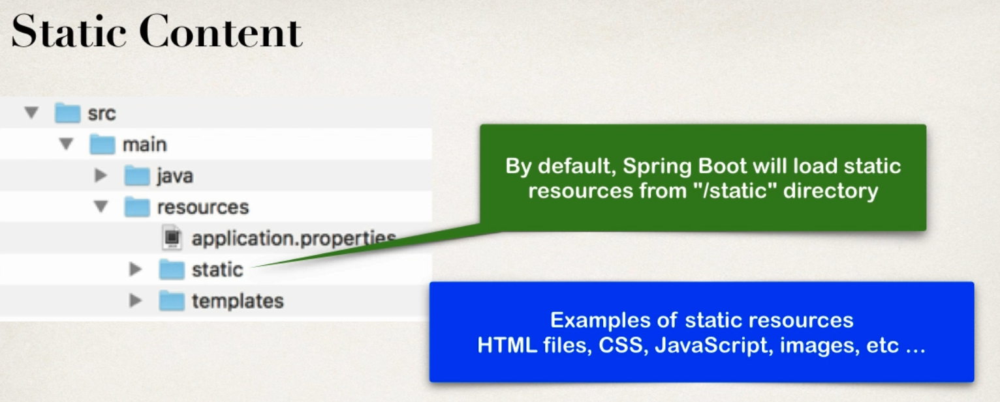 Static Content
src
main
java
resources
application.properties
static
templates
By default, Spring Boot will load static
resources from "/static" directory
Examples of static resources
HTML files, CSS, JavaScript, images, etc ...